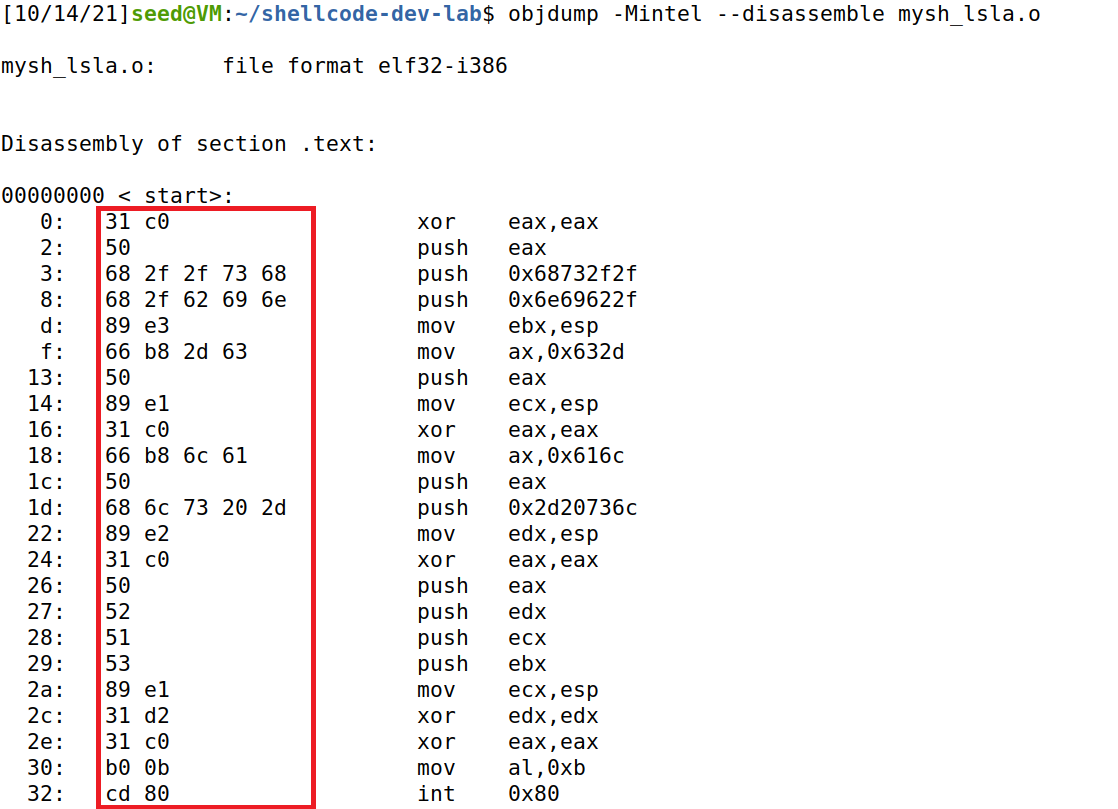 [10/14/21]seed@VM:~/shellcode-dev-lab$ objdump -Mintel --disassemble mysh_lsla.o
mysh_lsla.o:     file format elf32-i386
Disassembly of section .text:
00000000 < start>:
   0:   31 c0                   xor    eax,eax
   2:   50                      push   eax
   3:   68 2f 2f 73 68          push   0x68732f2f
   8:   68 2f 62 69 6e          push   0x6e69622f
   d:   89 e3                   mov    ebx,esp
   f:   66 b8 2d 63             mov    ax,0x632d
  13:   50                      push   eax
  14:   89 e1                   mov    ecx,esp
  16:   31 c0                   xor    eax,eax
  18:   66 b8 6c 61             mov    ax,0x616c
  1c:   50                      push   eax
  1d:   68 6c 73 20 2d          push   0x2d20736c
  22:   89 e2                   mov    edx,esp
  24:   31 c0                   xor    eax,eax
  26:   50                      push   eax
  27:   52                      push   edx
  28:   51                      push   ecx
  29:   53                      push   ebx
  2a:   89 e1                   mov    ecx,esp
  2c:   31 d2                   xor    edx,edx
  2e:   31 c0                   xor    eax,eax
  30:   b0 0b                   mov    al,0xb
  32:   cd 80                   int    0x80